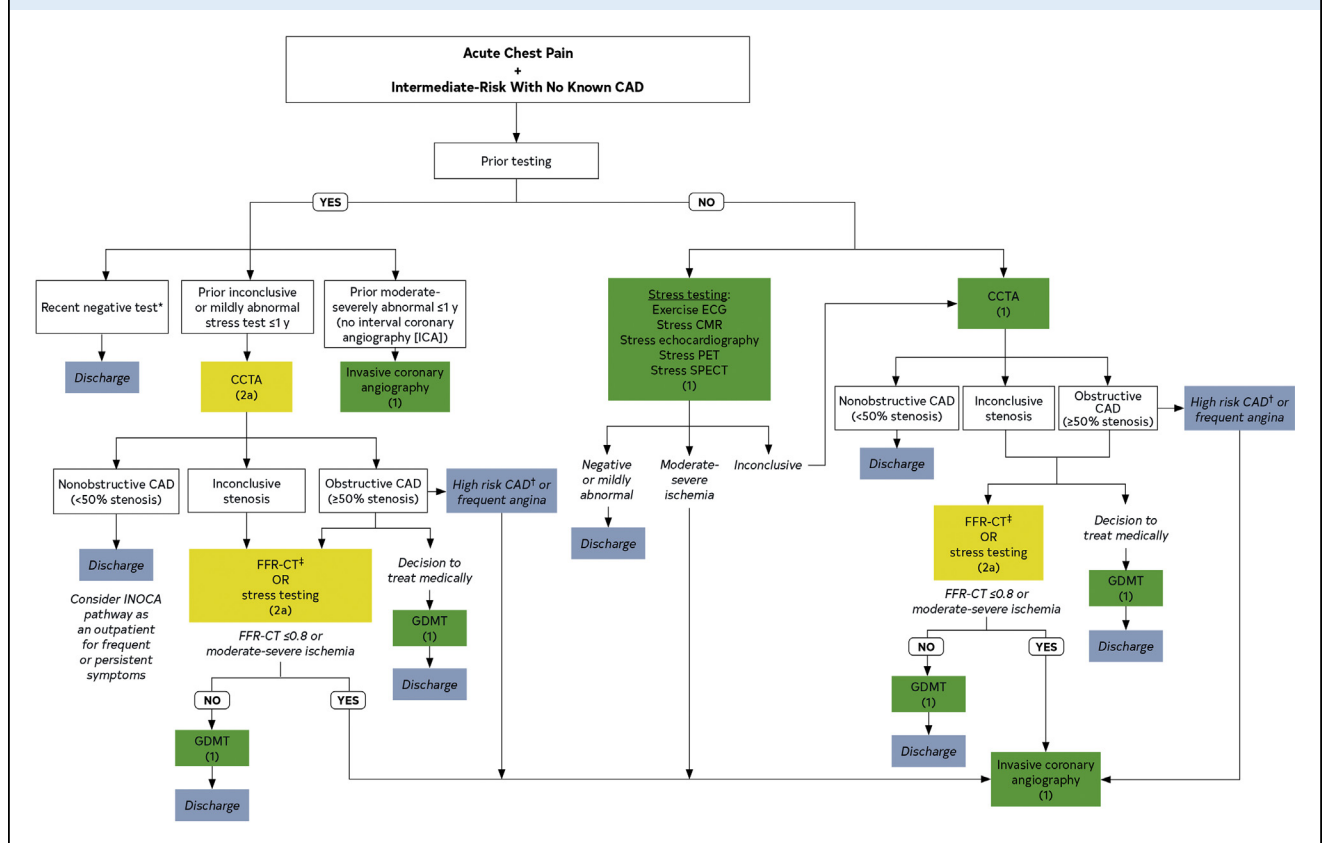 Acute Chest Pain
+
Intermediate-Risk With No Known CAD
Prior testing
YES
NO
Recent negative test*
Discharge
Prior inconclusive
or mildly abnormal
stress test ≤1 y
CCTA
(2a)
Prior moderate-
severely abnormal ≤1 y
(no interval coronary
angiography [ICA])
Invasive coronary
angiography
(1)
Nonobstructive CAD
(<50% stenosis)
Discharge
Consider INOCA
pathway as
an outpatient
for frequent
or persistent
symptoms
Inconclusive
stenosis
Obstructive CAD
(≥50% stenosis)
High risk CAD† or
frequent angina
FFR-CT‡
OR
stress testing
(2a)
Decision to
treat medically
GDMT
(1)
Discharge
FFR-CT ≤0.8 or
moderate-severe ischemia
NO
YES
GDMT
(1)
Discharge
Stress testing:
Exercise ECG
Stress CMR
Stress echocardiography
Stress PET
Stress SPECT
(1)
Negative
or mildly
abnormal
Discharge
Moderate-
severe
ischemia
Inconclusive
CCTA
(1)
Nonobstructive CAD
(<50% stenosis)
Discharge
Inconclusive
stenosis
Obstructive
CAD
(≥50% stenosis)
High risk CAD† or
frequent angina
FFR-CT‡
OR
stress testing
(2a)
Decision to
treat medically
GDMT
(1)
Discharge
FFR-CT ≤0.8 or
moderate-severe ischemia
NO
YES
GDMT
(1)
Discharge
Invasive coronary
angiography
(1)